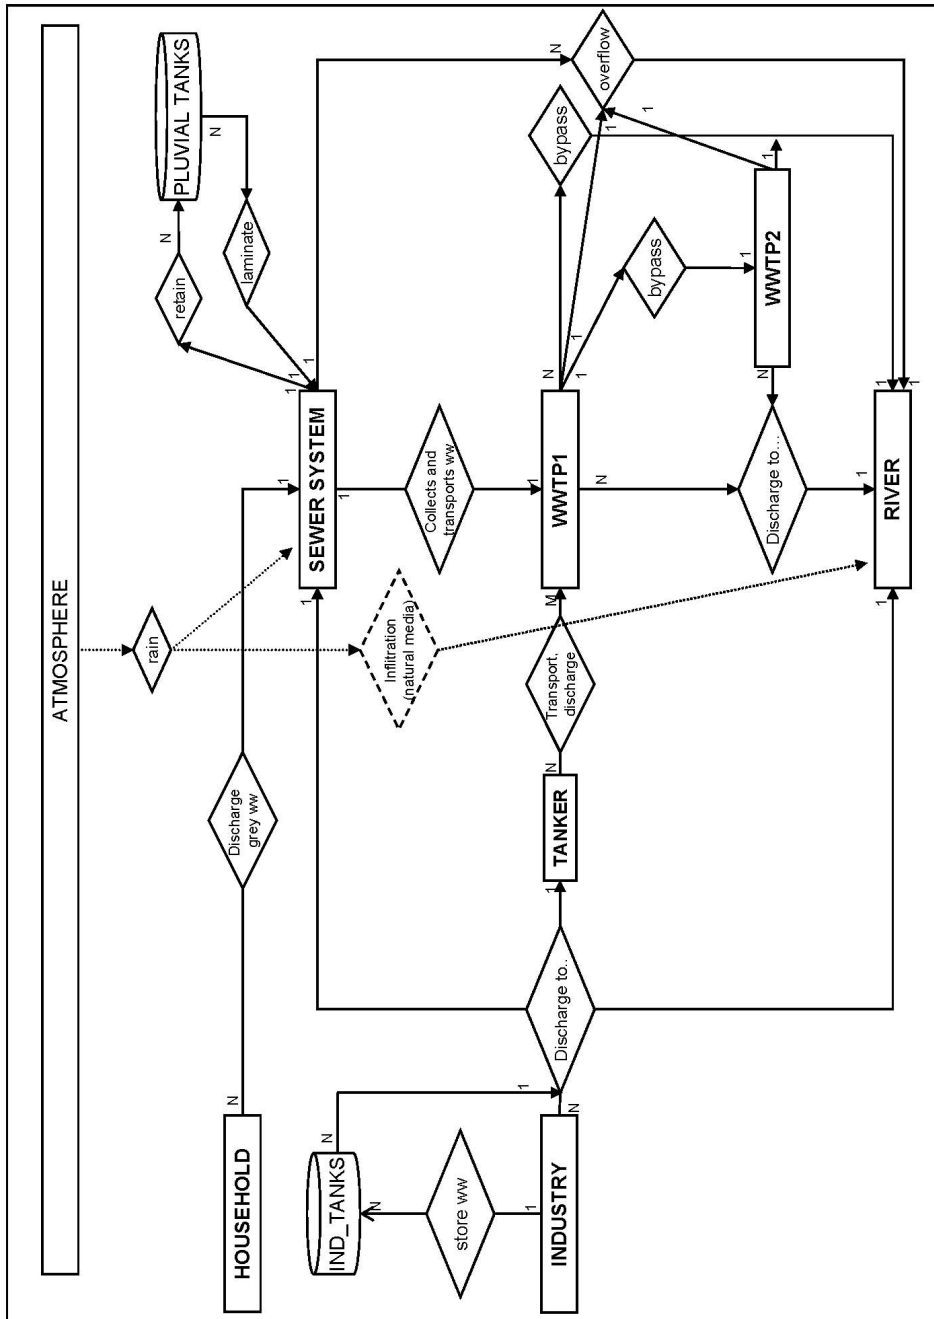 ATMOSPHERE
rain
retain
N
PLUVIAL TANKS
N
laminate
HOUSEHOLD
N
Discharge
grey ww
1
1
1
1
1
SEWER SYSTEM
1
IND_TANKS
N
N
store ww
1
1
Inflitration
(natural media)
Collects and
transports ww
1
INDUSTRY
N
Discharge to..
1
TANKER
N
Transport,
discharge
M
WWTP1
N
1
1
N
bypass
N
overflow
1
1
bypass
1
WWTP2
1
N
Discharge to…
1
1
RIVER
1
1